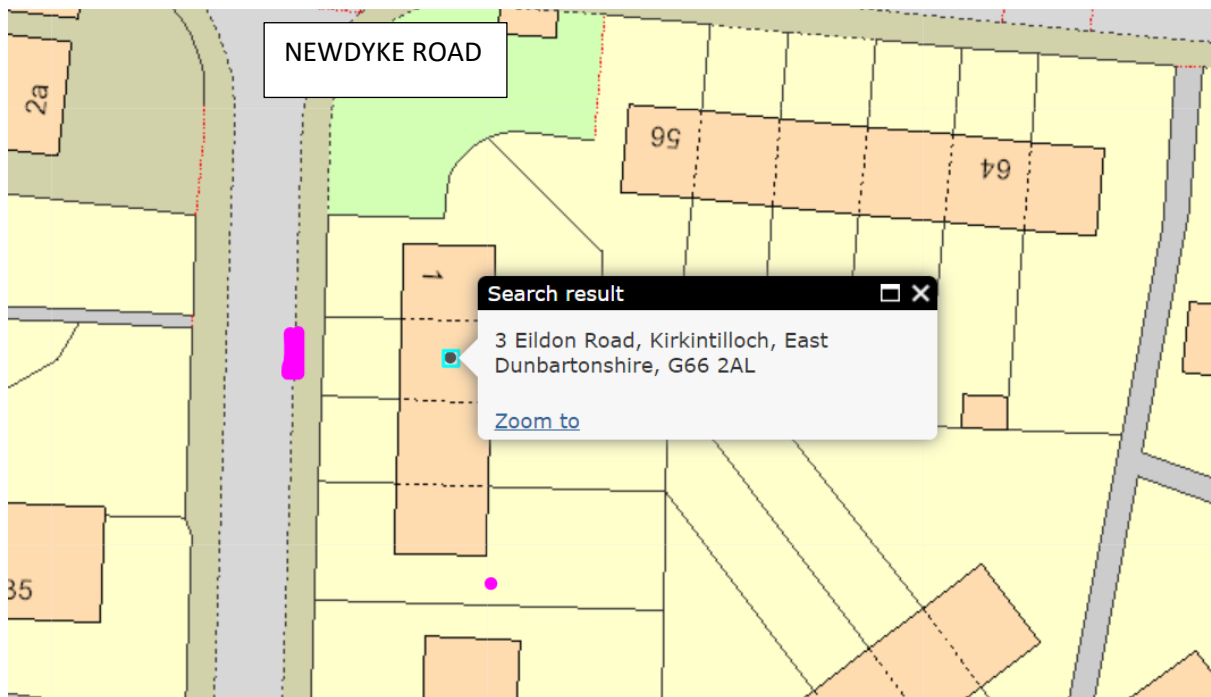 NEWDYKE ROAD
2a
56
64
1
Search result
3 Eildon Road, Kirkintilloch, East
Dunbartonshire, G66 2AL
Zoom to
35